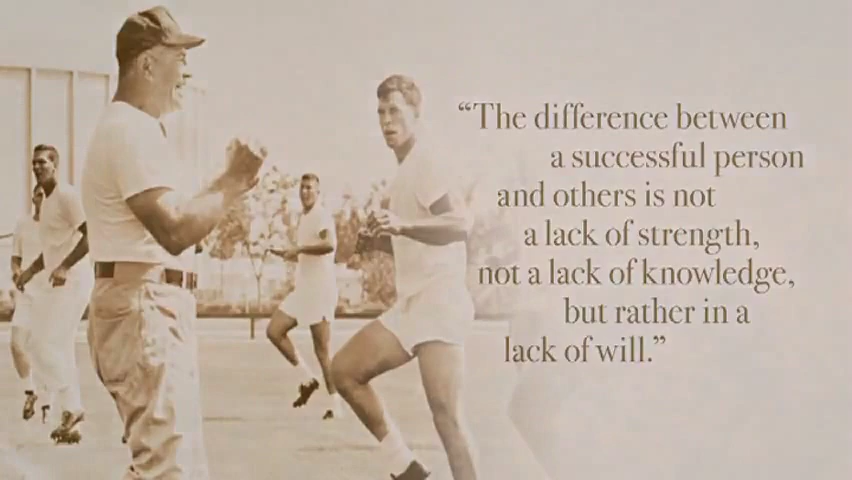 “The difference between
a successful person
and others is not
a lack of strength,
not a lack of knowledge,
but rather in a
lack of will.”